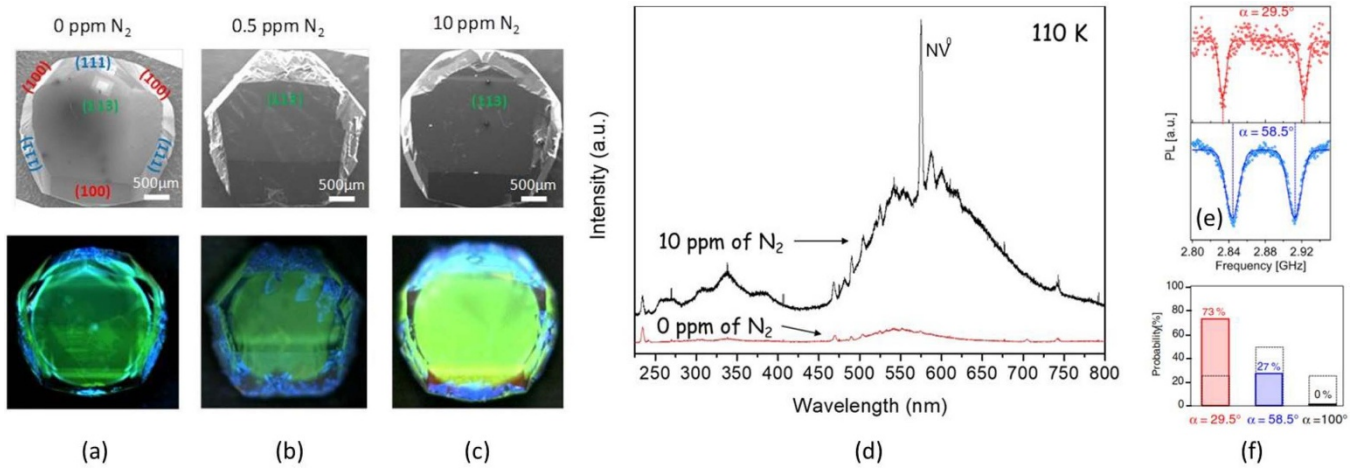 0 ppm N₂
(111)
(100)
(100)
(113)
(111)
(111)
(100)
500µm
0.5 ppm N₂
(113)
500µm
10 ppm N₂
(113)
500µm
(a)
(b)
(c)
110 K
NV⁰
10 ppm of N₂
0 ppm of N₂
Intensity (a.u.)
250 300 350 400 450 500 550 600 650 700 750 800
Wavelength (nm)
(d)
α = 29.5°
α = 58.5°
PL [a.u.]
(e)
2.80 2.84 2.88 2.92
Frequency [GHz]
Probability[%]
100
80
60
40
20
0
73 %
27 %
0 %
α = 29.5° α = 58.5° α = 100°
(f)